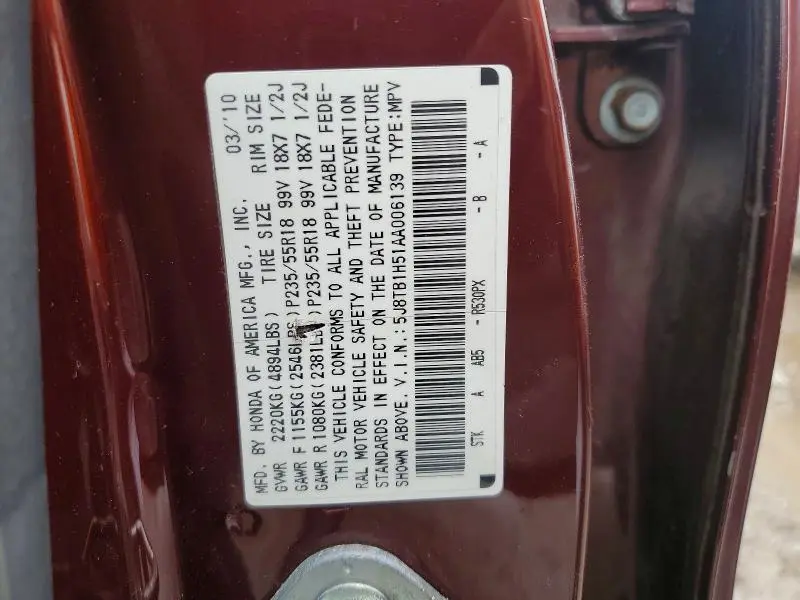 MFD. BY HONDA OF AMERICA MFG., INC. 03/'10
GVWR 2220KG(4894LBS) TIRE SIZE RIM SIZE
GAWR F 1155KG(2546LBS)P235/55R18 99V 18X7 1/2J
GAWR R 1080KG(2381LBS)P235/55R18 99V 18X7 1/2J
THIS VEHICLE CONFORMS TO ALL APPLICABLE FEDE-
RAL MOTOR VEHICLE SAFETY AND THEFT PREVENTION
STANDARDS IN EFFECT ON THE DATE OF MANUFACTURE
SHOWN ABOVE. V.I.N.:5J8TB1H51AA006139 TYPE:MPV
STK A AB5 - R530PX - B - A